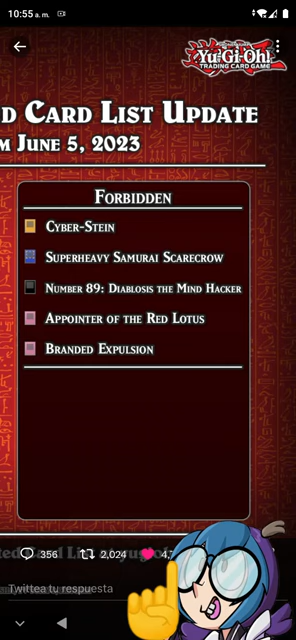 10:55 a. m.
Yu-Gi-Oh!
TRADING CARD GAME
D CARD LIST UPDATE
M JUNE 5, 2023
FORBIDDEN
CYBER-STEIN
SUPERHEAVY SAMURAI SCARECROW
NUMBER 89: DIABLOSIS THE MIND HACKER
APPOINTER OF THE RED LOTUS
BRANDED EXPULSION
356
2,024
Twittea tu respuesta